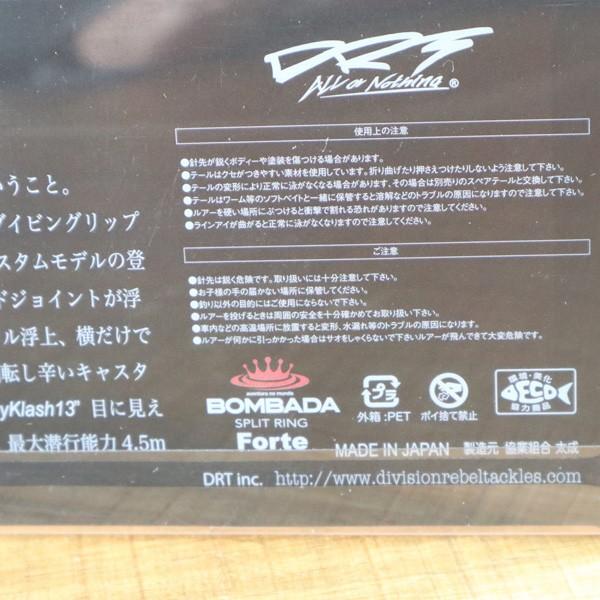 DRT
All or Nothing®
使用上の注意
●針先が鋭くボディーや塗装を傷つける場合があります。
●テールはクセがつきやすい素材を使用しています。折り曲げたり押さえつけたりしないよう注意して下さい。
●テールの変形により正常に泳がなくなる場合があります、その場合は別売りのスペアテールと交換して下さい。
●テールはワーム等のソフトベイトと一緒に保管すると溶解などのトラブルの原因になりますので注意して下さい。
●ルアーを硬い場所にぶつけると衝撃で割れる恐れがありますので注意してください。
●ラインアイが曲がると正常に泳がなくなりますので注意して下さい。
ご注意
●針先は鋭く危険です。取り扱いには十分注意して下さい。
●お子様の手の届かない場所に保管してください。
●釣り以外の目的にはご使用にならないで下さい。
●ルアーを投げるときは周囲の安全を十分確かめてお取り扱い下さい。
●車内などの高温場所に放置すると変形、水漏れ等のトラブルの原因になります。
●ルアーが何かに引っかかった場合はサオをしゃくらないで下さいルアーが飛んできて大変危険です。
いうこと。
ダイビングリップ
スタムモデルの登
ドジョイントが浮
ル浮上、横だけで
転し辛いキャスタ
yKlash13" 目に見え
最大潜行能力 4.5m
monstura no mundo
BOMBADA
SPLIT RING
Forte
プラ
外箱:PET
ポイ捨て禁止
環境・美化
DECO
協力商品
MADE IN JAPAN 製造元 協業組合 太成
DRT inc. http://www.divisionrebeltackles.com